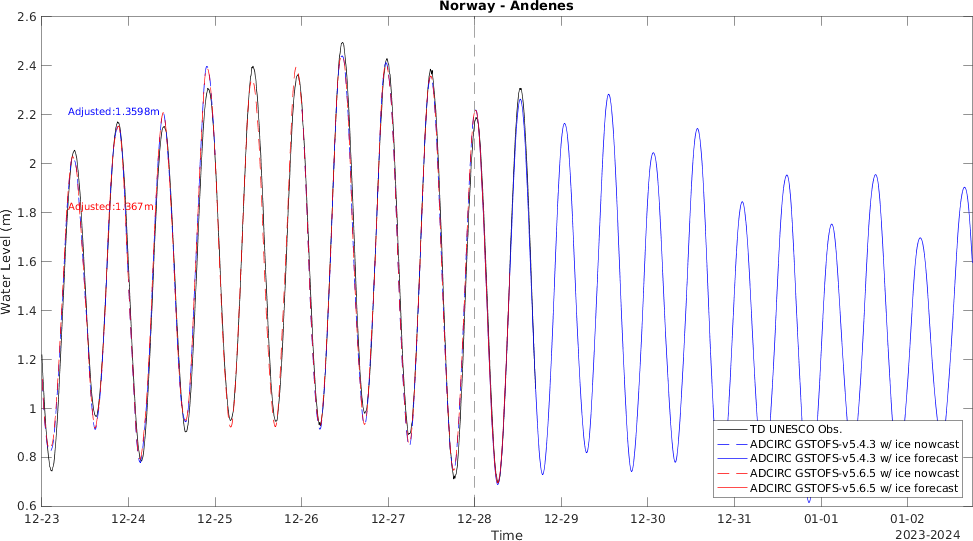 Norway - Andenes
2.6
2.4
2.2
2
1.8
1.6
1.4
1.2
1
0.8
0.6
Water Level (m)
Adjusted:1.3598m
Adjusted:1.367m
TD UNESCO Obs.
ADCIRC GSTOFS-v5.4.3 w/ ice nowcast
ADCIRC GSTOFS-v5.4.3 w/ ice forecast
ADCIRC GSTOFS-v5.6.5 w/ ice nowcast
ADCIRC GSTOFS-v5.6.5 w/ ice forecast
12-23 12-24 12-25 12-26 12-27 12-28 12-29 12-30 12-31 01-01 01-02
Time
2023-2024